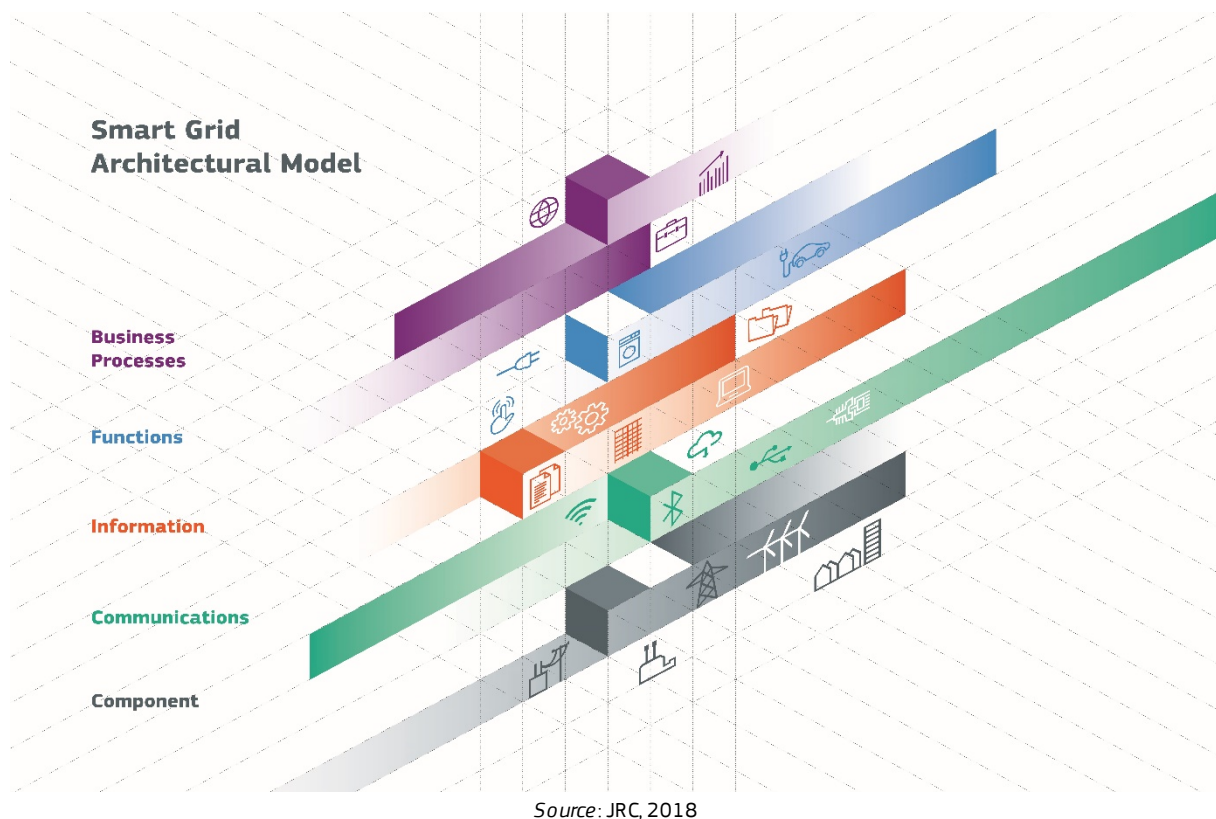 Smart Grid
Architectural Model
Business
Processes
Functions
Information
Communications
Component
Source: JRC, 2018